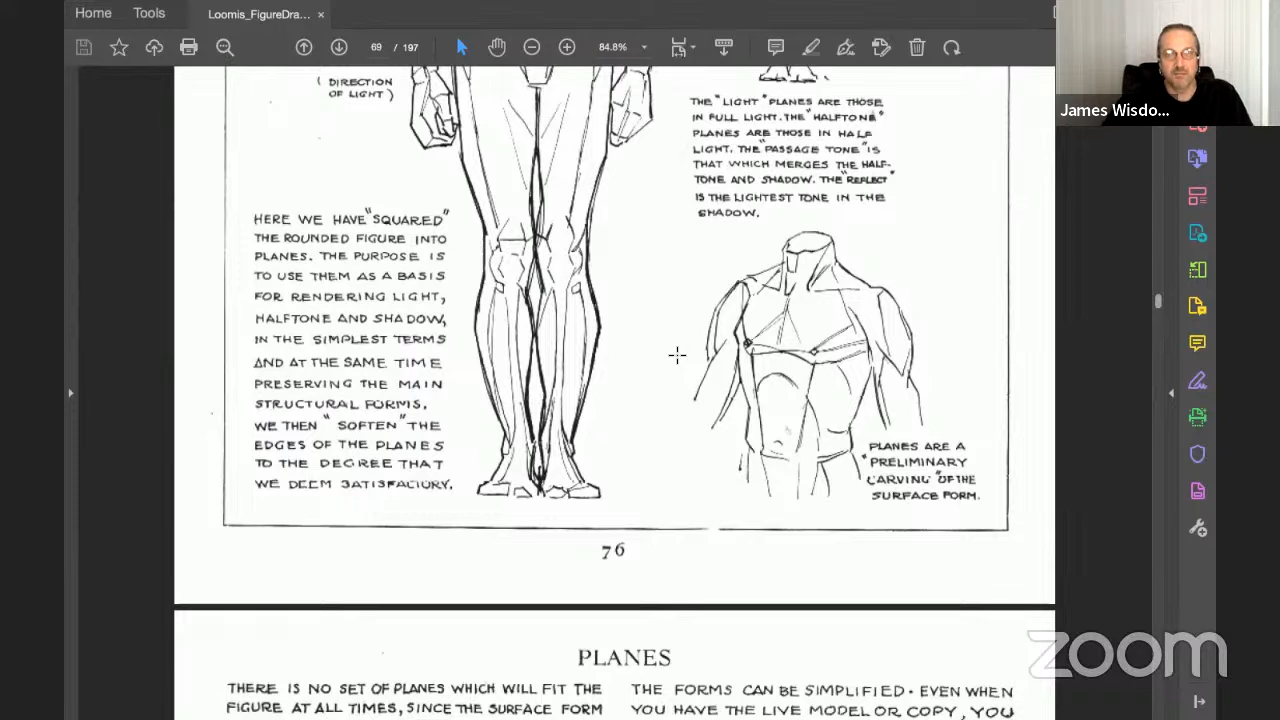 Home
Tools
Loomis_FigureDra...
×
69 / 197
84.8%
James Wisdo...
( DIRECTION
OF LIGHT )
THE "LIGHT" PLANES ARE THOSE
IN FULL LIGHT. THE "HALFTONE"
PLANES ARE THOSE IN HALF
LIGHT. THE "PASSAGE TONE" IS
THAT WHICH MERGES THE HALF-
TONE AND SHADOW. THE "REFLECT"
IS THE LIGHTEST TONE IN THE
SHADOW.
HERE WE HAVE "SQUARED"
THE ROUNDED FIGURE INTO
PLANES. THE PURPOSE IS
TO USE THEM AS A BASIS
FOR RENDERING LIGHT,
HALFTONE AND SHADOW,
IN THE SIMPLEST TERMS
AND AT THE SAME TIME
PRESERVING THE MAIN
STRUCTURAL FORMS.
WE THEN "SOFTEN" THE
EDGES OF THE PLANES
TO THE DEGREE THAT
WE DEEM SATISFACTORY.
PLANES ARE A
"PRELIMINARY
CARVING" OF THE
SURFACE FORM.
76
PLANES
THERE IS NO SET OF PLANES WHICH WILL FIT THE
FIGURE AT ALL TIMES, SINCE THE SURFACE FORM
THE FORMS CAN BE SIMPLIFIED. EVEN WHEN
YOU HAVE THE LIVE MODEL OR COPY, YOU
zoom